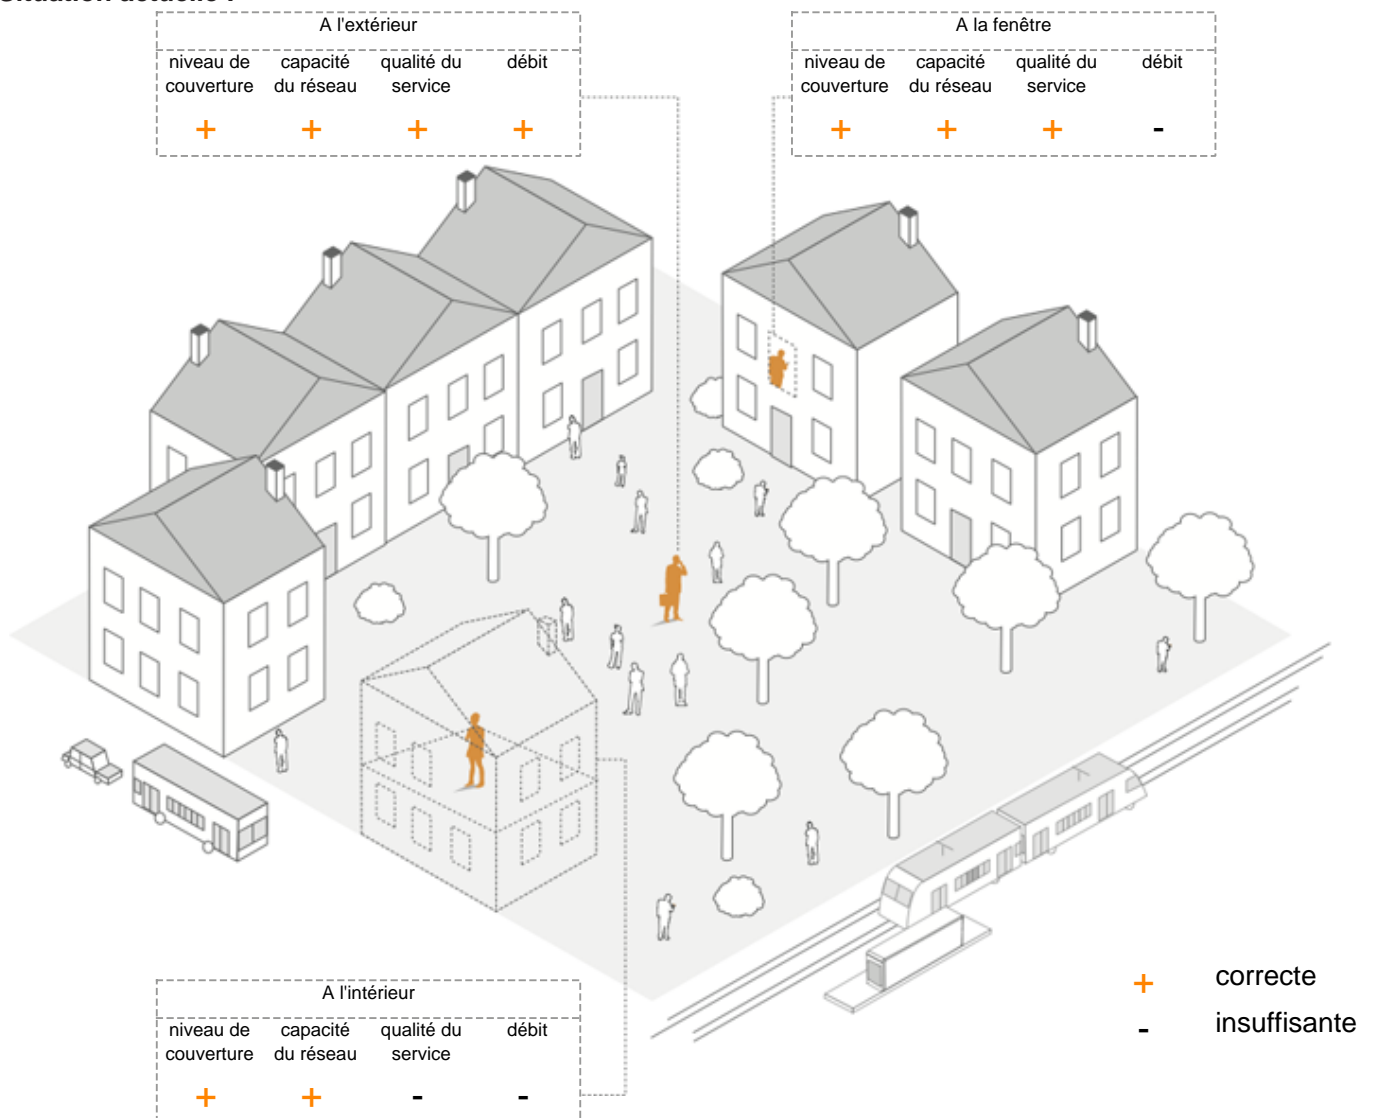 A l'extérieur
niveau de couverture
capacité du réseau
qualité du service
débit
+ + + +
A la fenêtre
niveau de couverture
capacité du réseau
qualité du service
débit
+ + + -
A l'intérieur
niveau de couverture
capacité du réseau
qualité du service
débit
+ + - -
+ correcte
- insuffisante